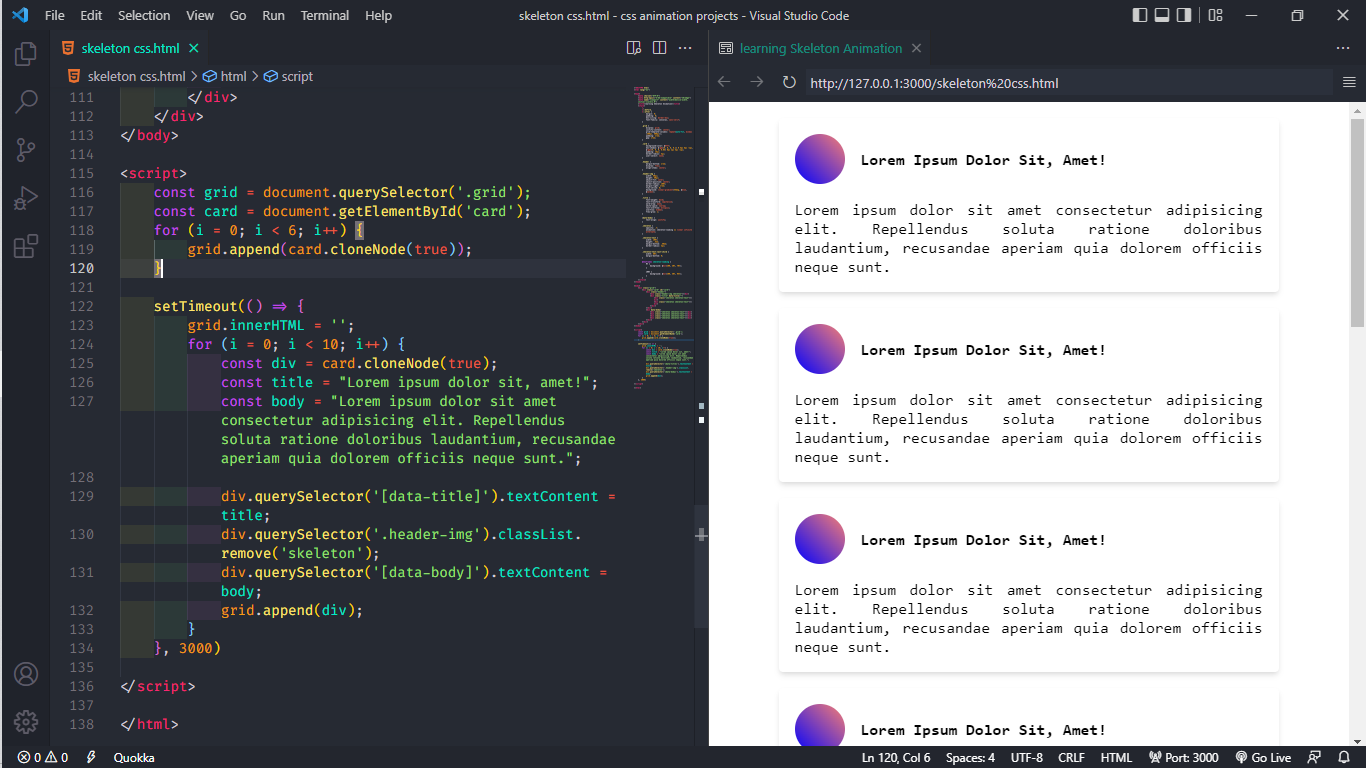 File Edit Selection View Go Run Terminal Help
skeleton css.html - css animation projects - Visual Studio Code
skeleton css.html
skeleton css.html > html > script
111 </div>
112 </div>
113 </body>
114
115 <script>
116 const grid = document.querySelector('.grid');
117 const card = document.getElementById('card');
118 for (i = 0; i < 6; i++) {
119 grid.append(card.cloneNode(true));
120 }
121
122 setTimeout(() => {
123 grid.innerHTML = '';
124 for (i = 0; i < 10; i++) {
125 const div = card.cloneNode(true);
126 const title = "Lorem ipsum dolor sit, amet!";
127 const body = "Lorem ipsum dolor sit amet
consectetur adipisicing elit. Repellendus
soluta ratione doloribus laudantium, recusandae
aperiam quia dolorem officiis neque sunt.";
128
129 div.querySelector('[data-title]').textContent =
title;
130 div.querySelector('.header-img').classList.
remove('skeleton');
131 div.querySelector('[data-body]').textContent =
body;
132 grid.append(div);
133 }
134 }, 3000)
135
136 </script>
137
138 </html>
learning Skeleton Animation
http://127.0.0.1:3000/skeleton%20css.html
Lorem Ipsum Dolor Sit, Amet!
Lorem ipsum dolor sit amet consectetur adipisicing
elit. Repellendus soluta ratione doloribus
laudantium, recusandae aperiam quia dolorem officiis
neque sunt.
Lorem Ipsum Dolor Sit, Amet!
Lorem ipsum dolor sit amet consectetur adipisicing
elit. Repellendus soluta ratione doloribus
laudantium, recusandae aperiam quia dolorem officiis
neque sunt.
Lorem Ipsum Dolor Sit, Amet!
Lorem ipsum dolor sit amet consectetur adipisicing
elit. Repellendus soluta ratione doloribus
laudantium, recusandae aperiam quia dolorem officiis
neque sunt.
Lorem Ipsum Dolor Sit, Amet!
0 0 Quokka Ln 120, Col 6 Spaces: 4 UTF-8 CRLF HTML Port: 3000 Go Live